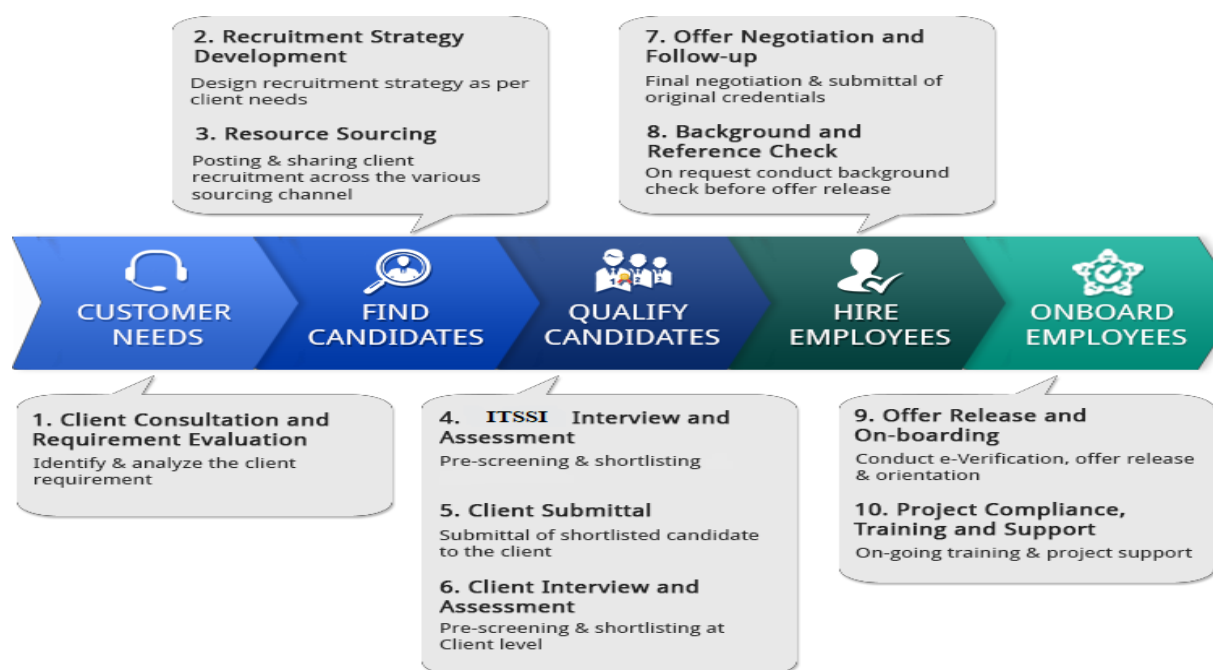 2. Recruitment Strategy
Development
Design recruitment strategy as per
client needs
3. Resource Sourcing
Posting & sharing client
recruitment across the various
sourcing channel
7. Offer Negotiation and
Follow-up
Final negotiation & submittal of
original credentials
8. Background and
Reference Check
On request conduct background
check before offer release
CUSTOMER
NEEDS
FIND
CANDIDATES
QUALIFY
CANDIDATES
HIRE
EMPLOYEES
ONBOARD
EMPLOYEES
1. Client Consultation and
Requirement Evaluation
Identify & analyze the client
requirement
4. ITSSI Interview and
Assessment
Pre-screening & shortlisting
5. Client Submittal
Submittal of shortlisted candidate
to the client
6. Client Interview and
Assessment
Pre-screening & shortlisting at
Client level
9. Offer Release and
On-boarding
Conduct e-Verification, offer release
& orientation
10. Project Compliance,
Training and Support
On-going training & project support